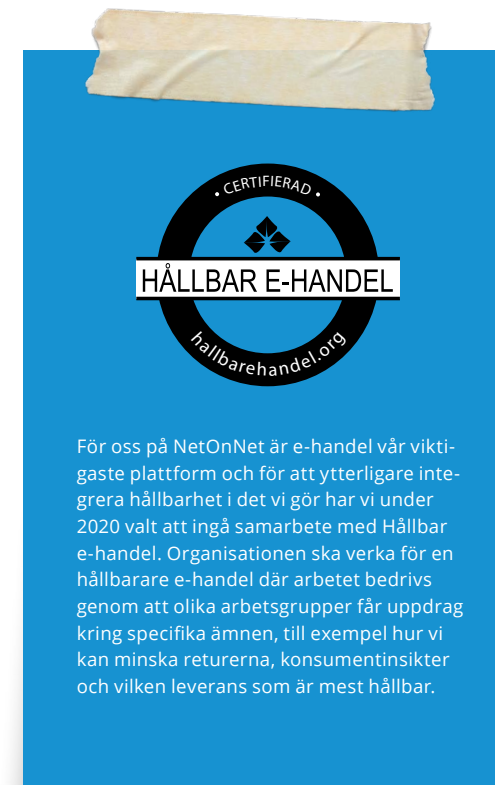 • CERTIFIERAD •
HÅLLBAR E-HANDEL
hallbarehandel.org
För oss på NetOnNet är e-handel vår vikti-
gaste plattform och för att ytterligare inte-
grera hållbarhet i det vi gör har vi under
2020 valt att ingå samarbete med Hållbar
e-handel. Organisationen ska verka för en
hållbarare e-handel där arbetet bedrivs
genom att olika arbetsgrupper får uppdrag
kring specifika ämnen, till exempel hur vi
kan minska returerna, konsumentinsikter
och vilken leverans som är mest hållbar.